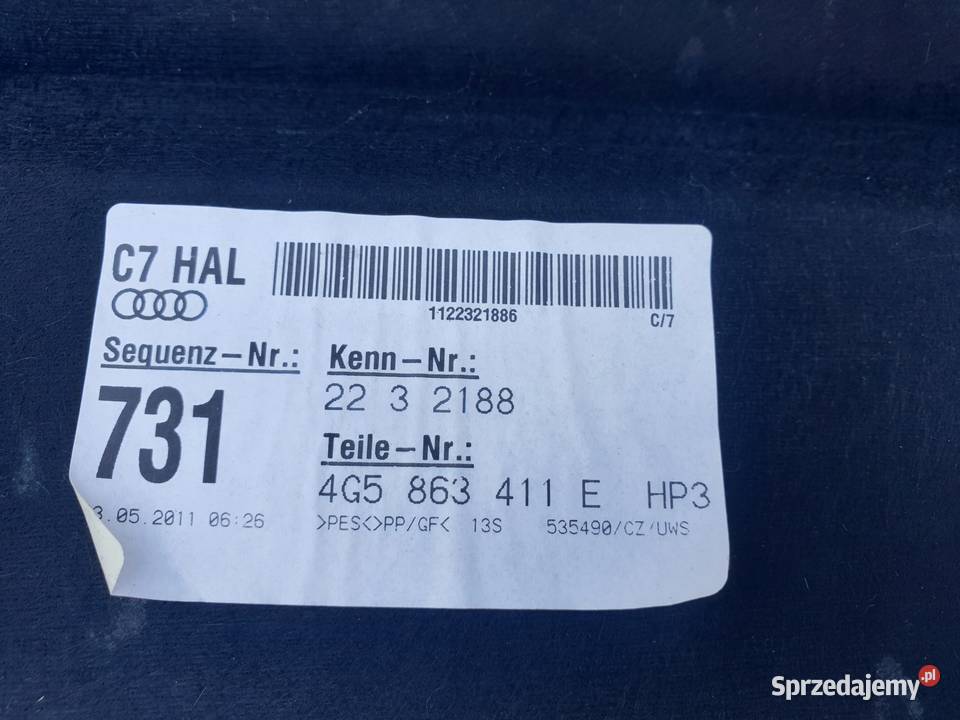 C7 HAL
1122321886
C/7
Sequenz-Nr.:
731
Kenn-Nr.:
22 3 2188
Teile-Nr.:
4G5 863 411 E HP3
3.05.2011 06:26
>PES<>PP/GF< 13S 535490/CZ/UWS
Sprzedajemy.pl